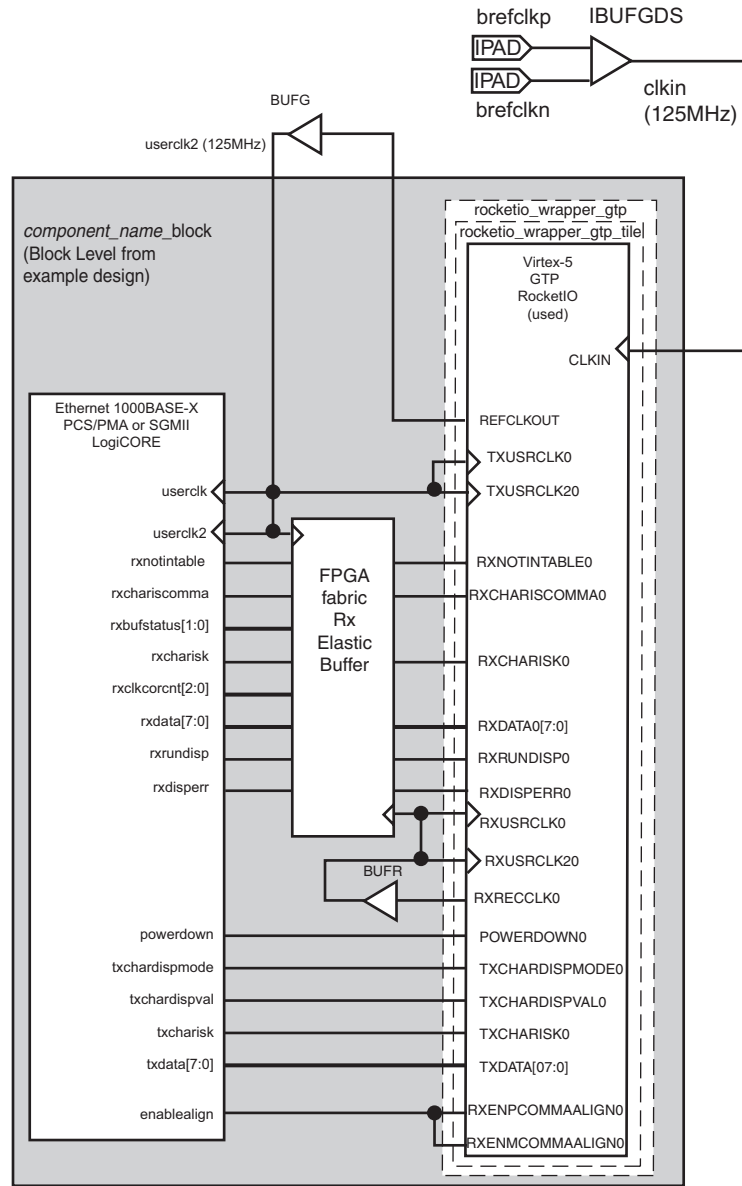 brefclkp
IBUFGDS
IPAD
IPAD
brefclkn
clkin
(125MHz)
BUFG
userclk2 (125MHz)
component_name_block
(Block Level from
example design)
rocketio_wrapper_gtp
rocketio_wrapper_gtp_tile
Virtex-5
GTP
RocketIO
(used)
CLKIN
Ethernet 1000BASE-X
PCS/PMA or SGMII
LogiCORE
REFCLKOUT
TXUSRCLK0
userclk
TXUSRCLK20
userclk2
FPGA
fabric
Rx
Elastic
Buffer
rxnotintable
RXNOTINTABLE0
rxchariscomma
RXCHARISCOMMA0
rxbufstatus[1:0]
rxcharisk
RXCHARISK0
rxclkcorcnt[2:0]
rxdata[7:0]
RXDATA0[7:0]
rxrundisp
RXRUNDISP0
rxdisperr
RXDISPERR0
RXUSRCLK0
RXUSRCLK20
BUFR
RXRECCLK0
powerdown
POWERDOWN0
txchardispmode
TXCHARDISPMODE0
txchardispval
TXCHARDISPVAL0
txcharisk
TXCHARISK0
txdata[7:0]
TXDATA[07:0]
enablealign
RXENPCOMMAALIGN0
RXENMCOMMAALIGN0